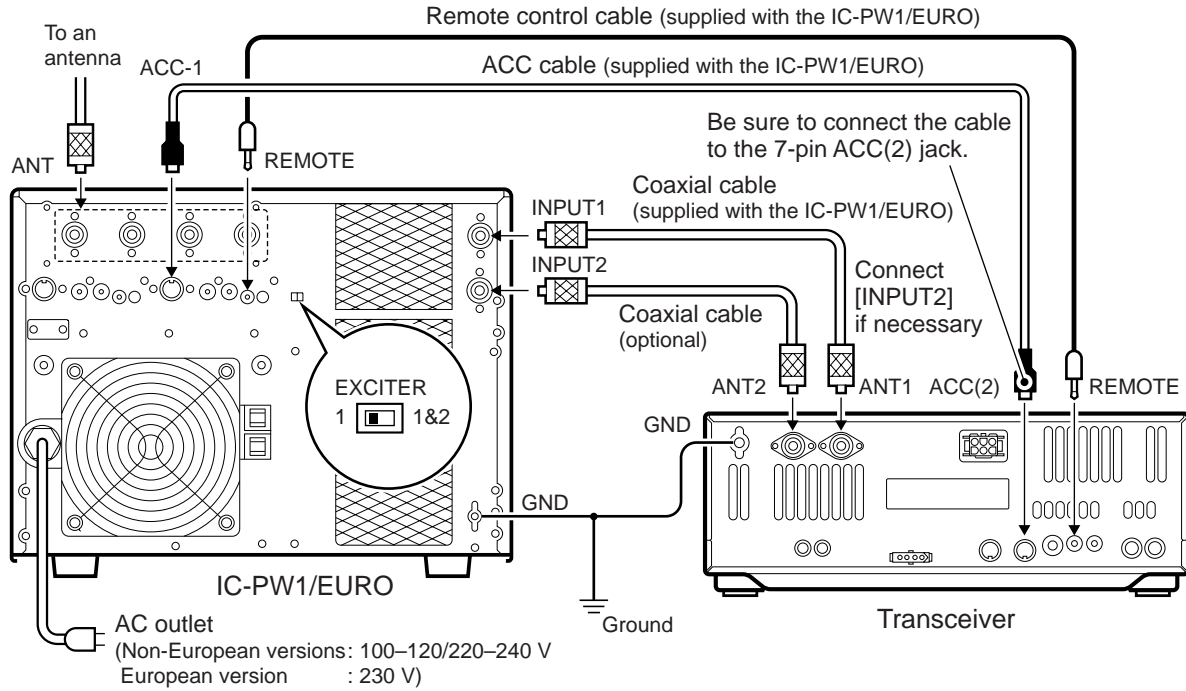 Remote control cable (supplied with the IC-PW1/EURO)
To an
antenna
ACC-1
ACC cable (supplied with the IC-PW1/EURO)
Be sure to connect the cable
to the 7-pin ACC(2) jack.
ANT
REMOTE
Coaxial cable
(supplied with the IC-PW1/EURO)
INPUT1
INPUT2
Connect
[INPUT2]
if necessary
Coaxial cable
(optional)
EXCITER
1 1&2
ANT2
ANT1
ACC(2)
REMOTE
GND
GND
IC-PW1/EURO
Ground
Transceiver
AC outlet
(Non-European versions: 100–120/220–240 V
European version : 230 V)